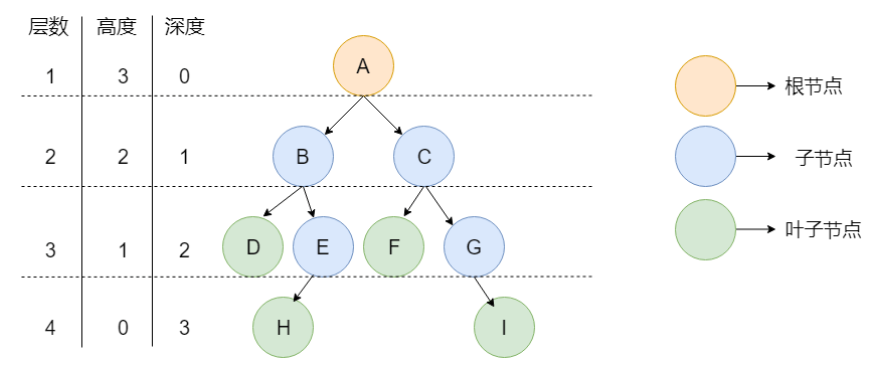 层数 高度 深度
1 3 0 A
根节点
2 2 1 B C
子节点
3 1 2 D E F G
叶子节点
4 0 3 H I